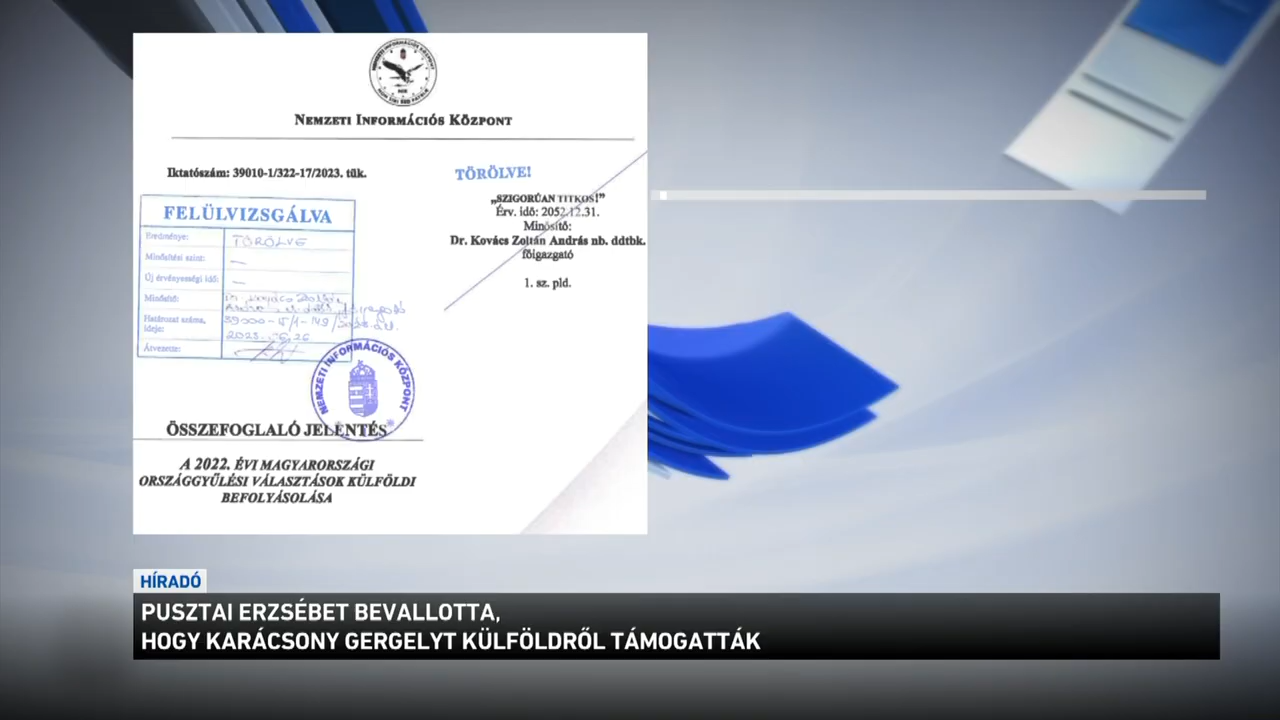 NEMZETI INFORMÁCIÓS KÖZPONT
NEMZETI INFORMÁCIÓS KÖZPONT
Iktatószám: 39010-1/322-17/2023. tük.
TÖRÖLVE!
„SZIGORÚAN TITKOS!”
Érv. idő: 2052.12.31.
Minősítő:
Dr. Kovács Zoltán András nb. ddtbk.
főigazgató
1. sz. pld.
FELÜLVIZSGÁLVA
Eredménye: TÖRÖLVE
Minősítési szint: —
Új érvényességi idő: —
Minősítő:
Határozat száma,
ideje:
Átvezette:
NEMZETI INFORMÁCIÓS KÖZPONT
ÖSSZEFOGLALÓ JELENTÉS
A 2022. ÉVI MAGYARORSZÁGI
ORSZÁGGYŰLÉSI VÁLASZTÁSOK KÜLFÖLDI
BEFOLYÁSOLÁSA
HÍRADÓ
PUSZTAI ERZSÉBET BEVALLOTTA,
HOGY KARÁCSONY GERGELYT KÜLFÖLDRŐL TÁMOGATTÁK